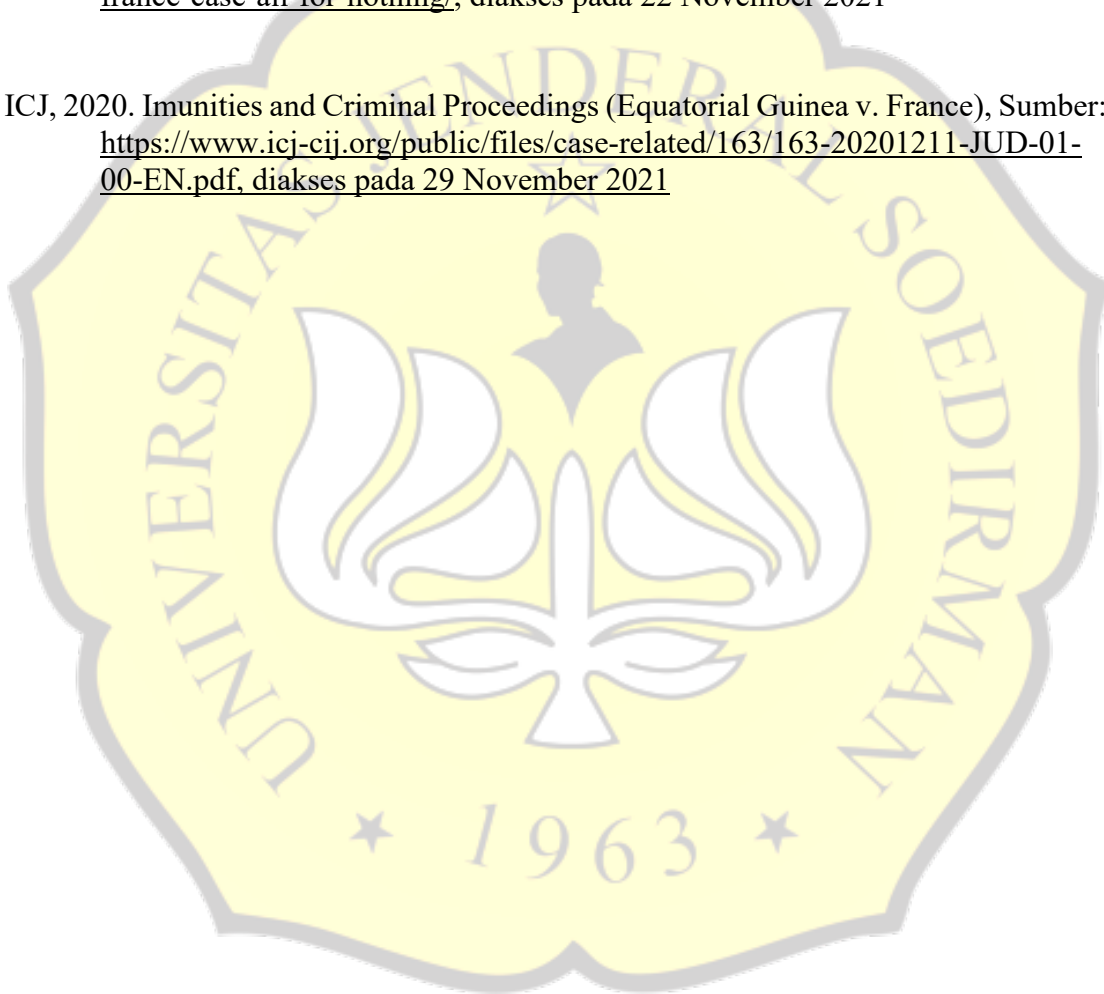 france-case-all-for-nothing/, diakses pada 22 November 2021
ICJ, 2020. Imunities and Criminal Proceedings (Equatorial Guinea v. France), Sumber:
https://www.icj-cij.org/public/files/case-related/163/163-20201211-JUD-01-
00-EN.pdf, diakses pada 29 November 2021
UNIVERSITAS JENDERAL SOEDIRMAN
1963